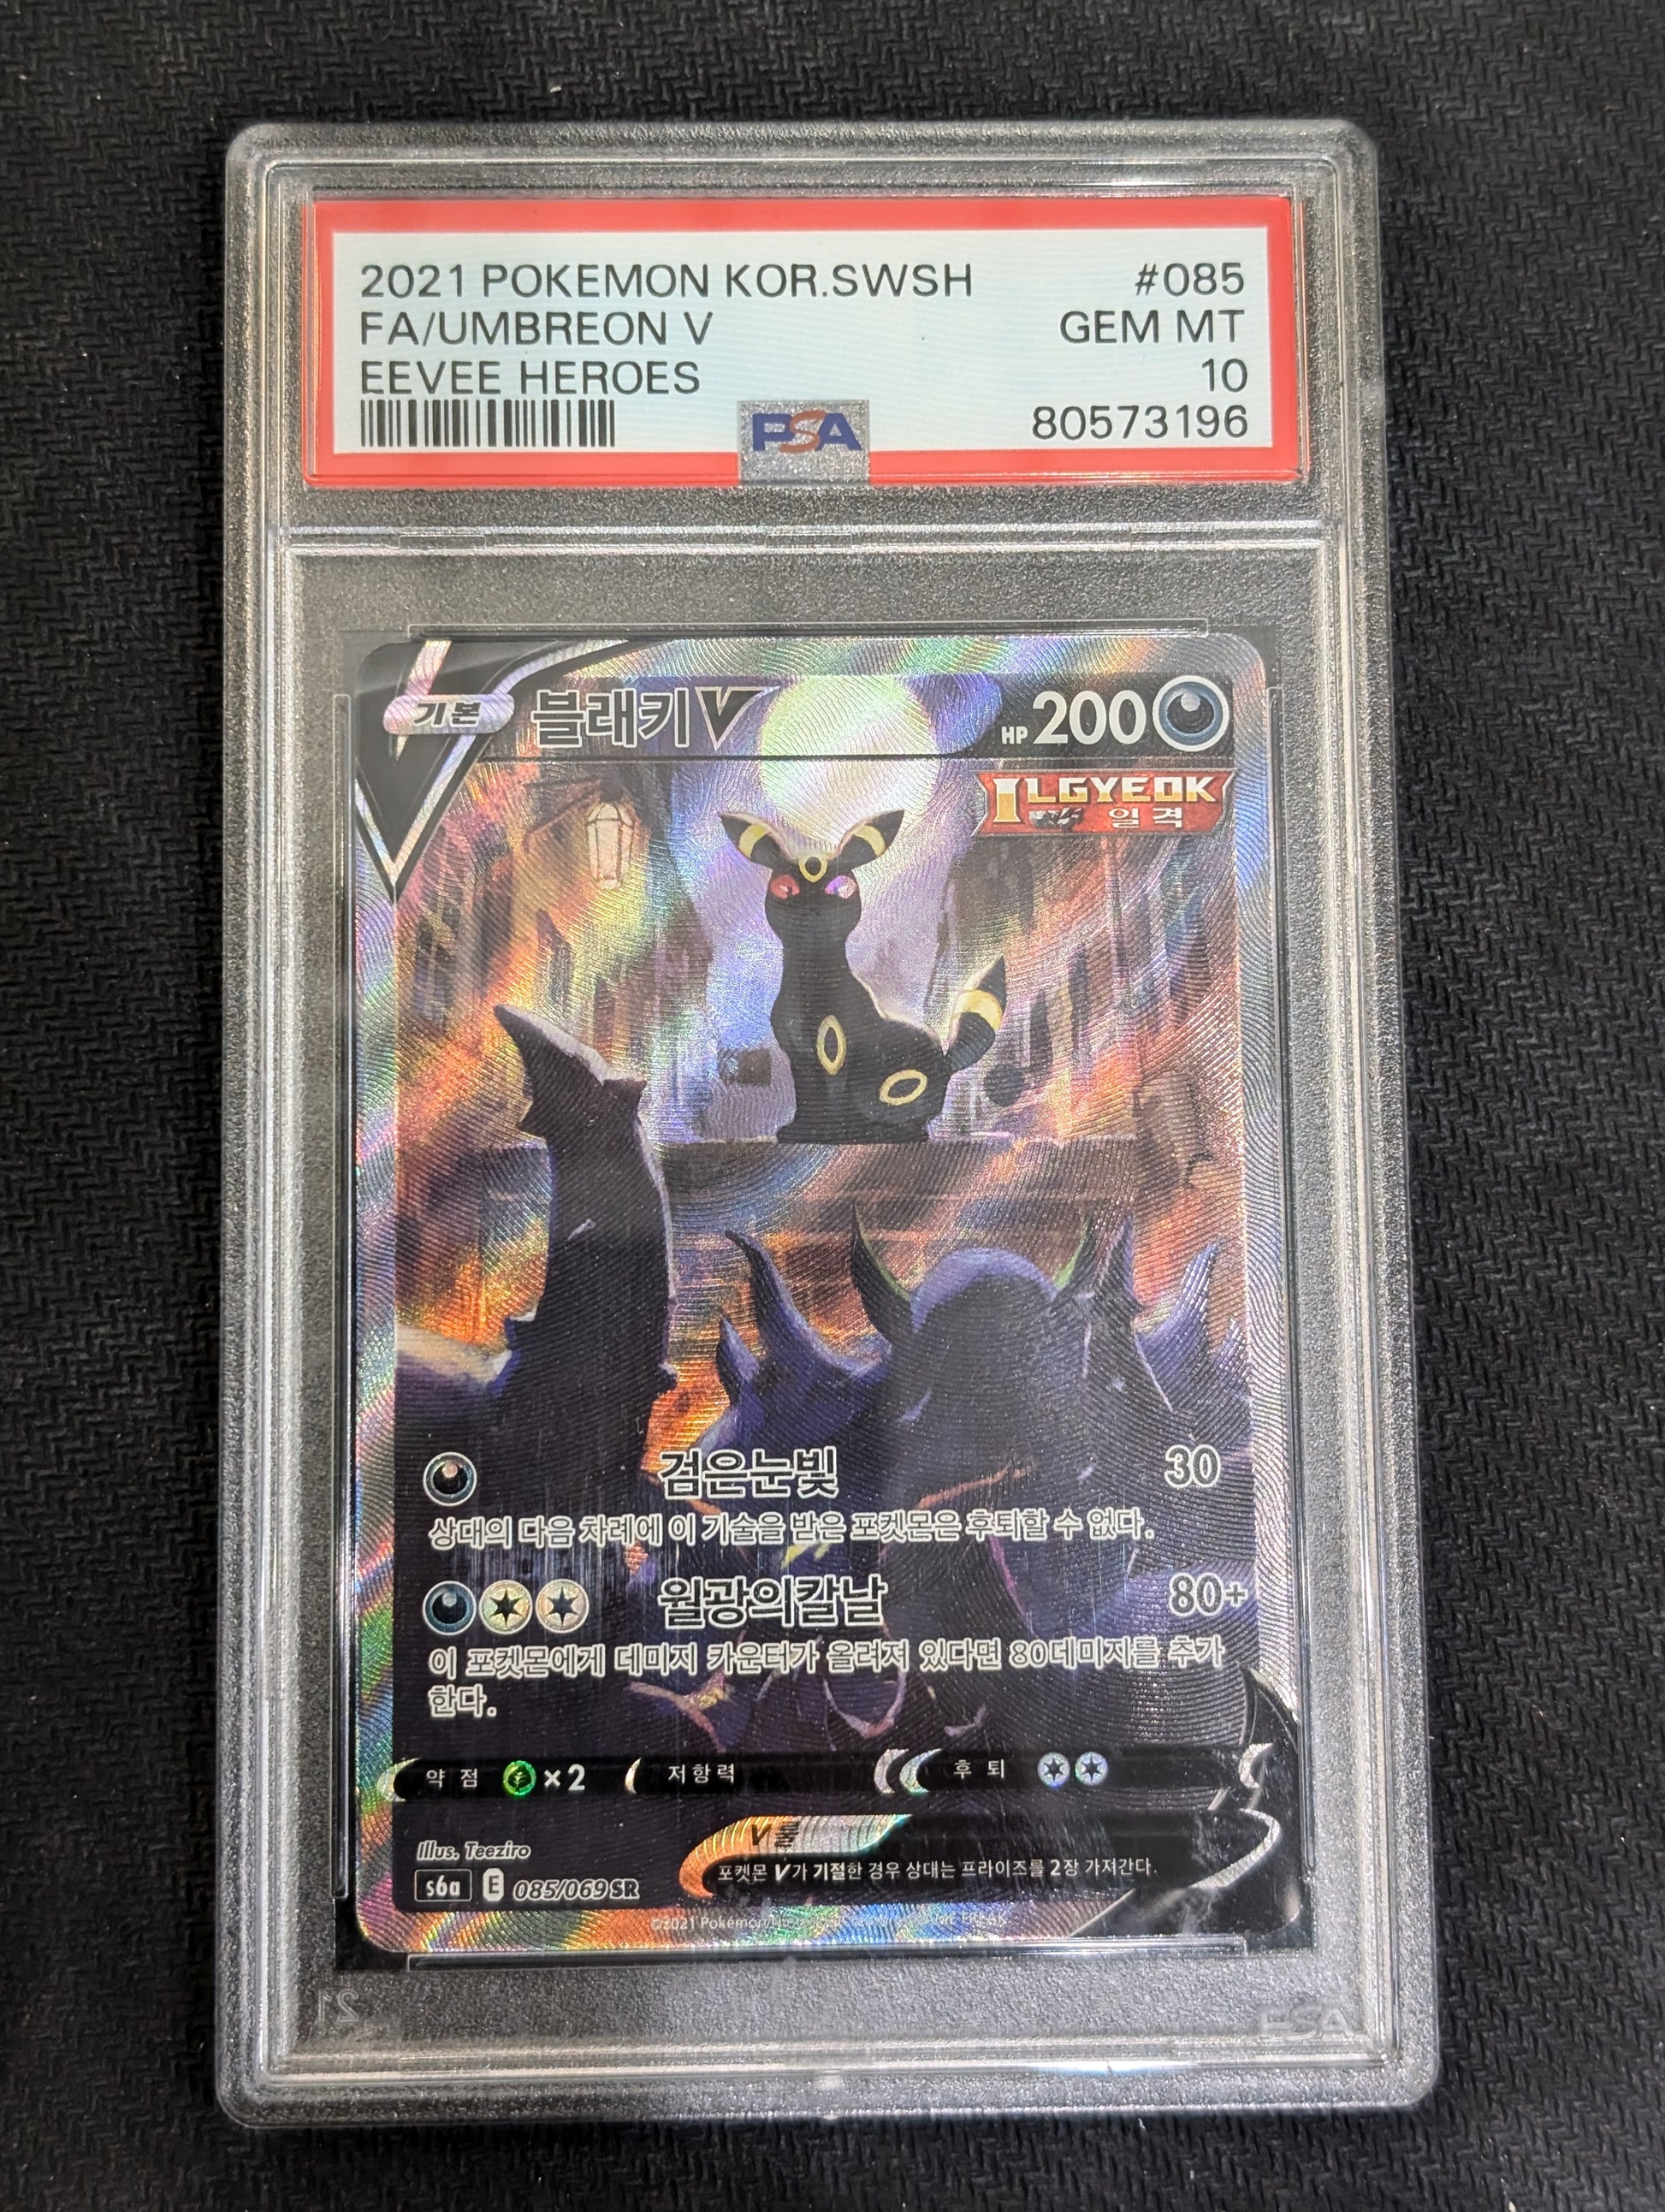 2021 POKEMON KOR.SWSH #085
FA/UMBREON V GEM MT
EEVEE HEROES 10
PSA 80573196
기본 블래키V HP 200
ILGYEOK
일격
검은눈빛 30
상대의 다음 차례에 이 기술을 받은 포켓몬은 후퇴할 수 없다.
월광의칼날 80+
이 포켓몬에게 데미지 카운터가 올려져 있다면 80데미지를 추가
한다.
약점 ×2 저항력 후퇴
V룰
Illus. Teeziro
포켓몬 V가 기절한 경우 상대는 프라이즈를 2장 가져간다.
s6a E 085/069 SR
©2021 Pokémon
PSA